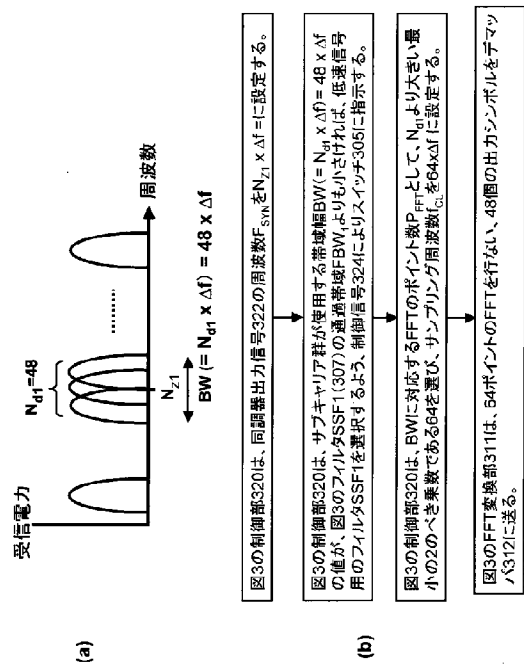 (a)
受信電力
Nd1=48
周波数
NZ1
BW (= Nd1 x Δf) = 48 x Δf
(b)
図3の制御部320は、同調器出力信号322の周波数FSYNをNZ1 x Δf =に設定する。
図3の制御部320は、サブキャリア群が使用する帯域幅BW(= Nd1 x Δf)= 48 x Δf
の値が、図3のフィルタSSF1(307)の通過帯域FBW1よりも小さければ、低速信号
用のフィルタSSF1を選択するよう、制御信号324によりスイッチ305に指示する。
図3の制御部320は、BWに対応するFFTのポイント数PFFTとして、Nd1より大きい最
小の2のべき乗数である64を選び、サンプリング周波数fCLを64xΔfに設定する。
図3のFFT変換部311は、64ポイントのFFTを行ない、48個の出力シンボルをデマッ
パ312に送る。